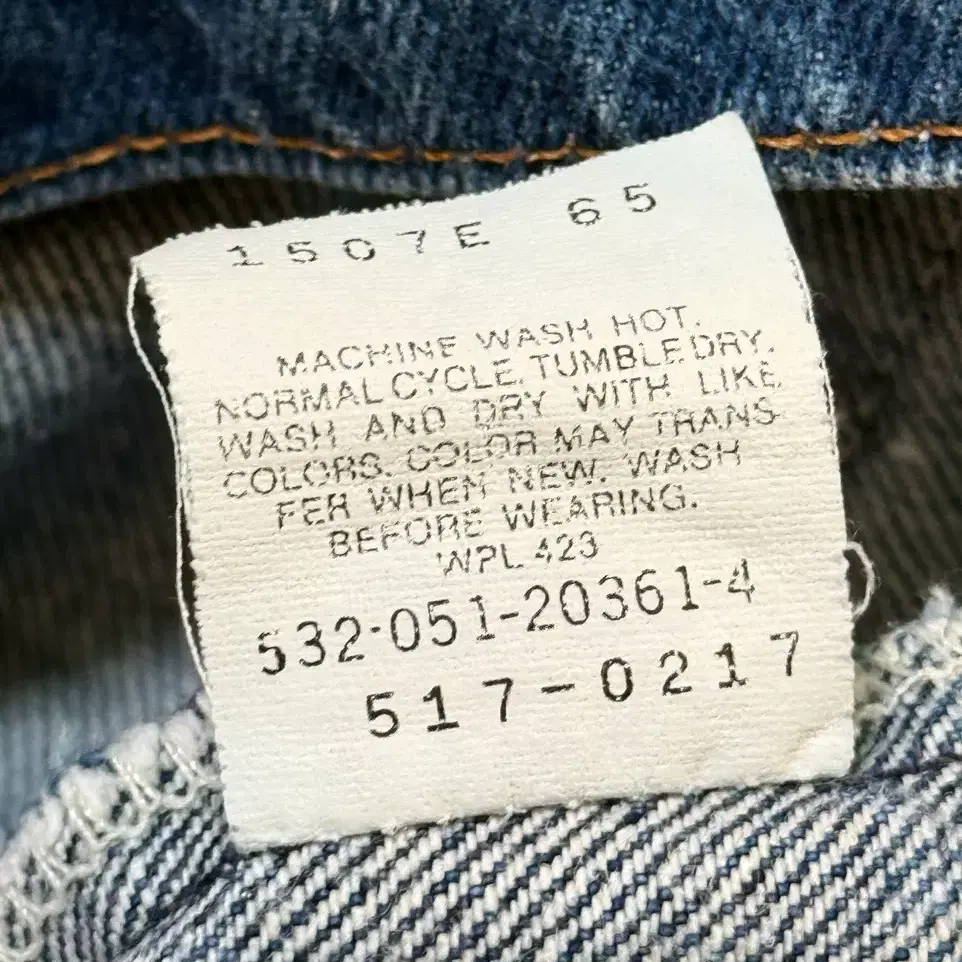 1507E 65
MACHINE WASH HOT.
NORMAL CYCLE. TUMBLE DRY.
WASH AND DRY WITH LIKE
COLORS. COLOR MAY TRANS-
FER WHEN NEW. WASH
BEFORE WEARING.
WPL 423
532-051-20361-4
517-0217